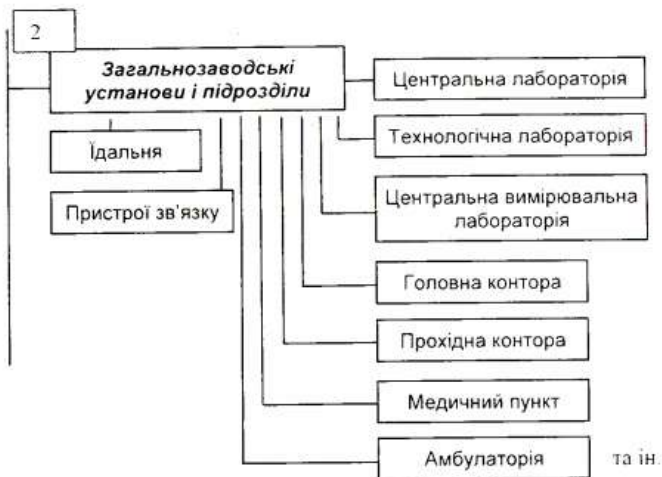 2
Загальнозаводські
установи і підрозділи
Центральна лабораторія
Технологічна лабораторія
Їдальня
Пристрої зв'язку
Центральна вимірювальна
лабораторія
Головна контора
Прохідна контора
Медичний пункт
Амбулаторія
та ін.